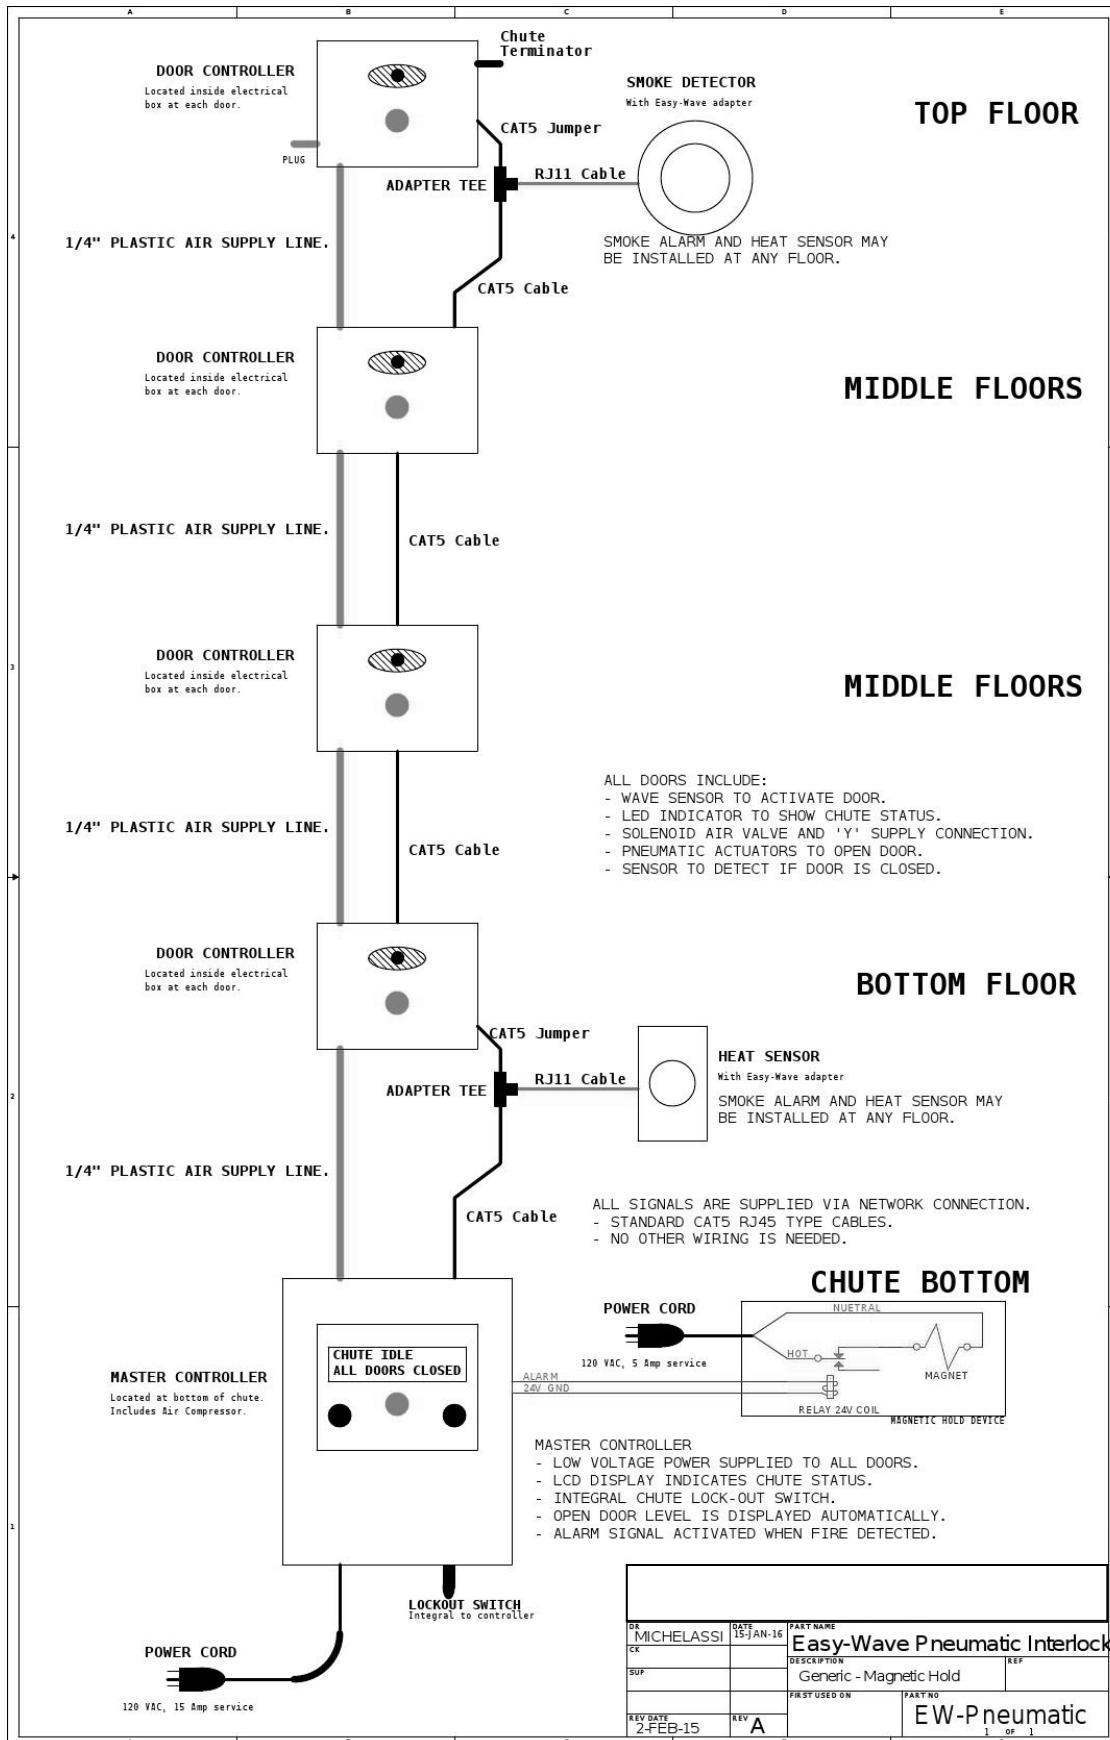 A B C D E
Chute
Terminator
DOOR CONTROLLER
Located inside electrical
box at each door.
SMOKE DETECTOR
With Easy-Wave adapter
TOP FLOOR
CAT5 Jumper
PLUG
ADAPTER TEE
RJ11 Cable
4
1/4" PLASTIC AIR SUPPLY LINE.
SMOKE ALARM AND HEAT SENSOR MAY
BE INSTALLED AT ANY FLOOR.
CAT5 Cable
DOOR CONTROLLER
Located inside electrical
box at each door.
MIDDLE FLOORS
1/4" PLASTIC AIR SUPPLY LINE.
CAT5 Cable
DOOR CONTROLLER
Located inside electrical
box at each door.
3
MIDDLE FLOORS
ALL DOORS INCLUDE:
- WAVE SENSOR TO ACTIVATE DOOR.
- LED INDICATOR TO SHOW CHUTE STATUS.
- SOLENOID AIR VALVE AND 'Y' SUPPLY CONNECTION.
- PNEUMATIC ACTUATORS TO OPEN DOOR.
- SENSOR TO DETECT IF DOOR IS CLOSED.
1/4" PLASTIC AIR SUPPLY LINE.
CAT5 Cable
DOOR CONTROLLER
Located inside electrical
box at each door.
BOTTOM FLOOR
CAT5 Jumper
ADAPTER TEE
RJ11 Cable
HEAT SENSOR
With Easy-Wave adapter
SMOKE ALARM AND HEAT SENSOR MAY
BE INSTALLED AT ANY FLOOR.
2
1/4" PLASTIC AIR SUPPLY LINE.
CAT5 Cable
ALL SIGNALS ARE SUPPLIED VIA NETWORK CONNECTION.
- STANDARD CAT5 RJ45 TYPE CABLES.
- NO OTHER WIRING IS NEEDED.
CHUTE BOTTOM
POWER CORD
120 VAC, 5 Amp service
NUETRAL
HOT
MAGNET
ALARM
24V GND
RELAY 24V COIL
MAGNETIC HOLD DEVICE
CHUTE IDLE
ALL DOORS CLOSED
MASTER CONTROLLER
Located at bottom of chute.
Includes Air Compressor.
MASTER CONTROLLER
- LOW VOLTAGE POWER SUPPLIED TO ALL DOORS.
- LCD DISPLAY INDICATES CHUTE STATUS.
- INTEGRAL CHUTE LOCK-OUT SWITCH.
- OPEN DOOR LEVEL IS DISPLAYED AUTOMATICALLY.
- ALARM SIGNAL ACTIVATED WHEN FIRE DETECTED.
1
LOCKOUT SWITCH
Integral to controller
POWER CORD
120 VAC, 15 Amp service
DR
MICHELASSI
DATE
15-JAN-16
PART NAME
Easy-Wave Pneumatic Interlock
CK
DESCRIPTION
Generic - Magnetic Hold
REF
SUP
FIRST USED ON
PART NO
EW-Pneumatic
REV DATE
2-FEB-15
REV
A
1 OF 1